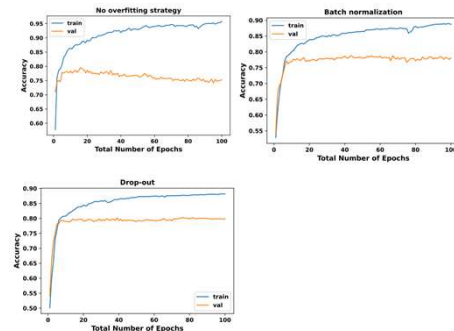 No overfitting strategy
train
val
Accuracy
0.95
0.90
0.85
0.80
0.75
0.70
0.65
0.60
0 20 40 60 80 100
Total Number of Epochs
Batch normalization
train
val
Accuracy
0.90
0.85
0.80
0.75
0.70
0.65
0.60
0.55
0 20 40 60 80 100
Total Number of Epochs
Drop-out
Accuracy
0.90
0.85
0.80
0.75
0.70
0.65
0.60
0.55
0.50
train
val
0 20 40 60 80 100
Total Number of Epochs